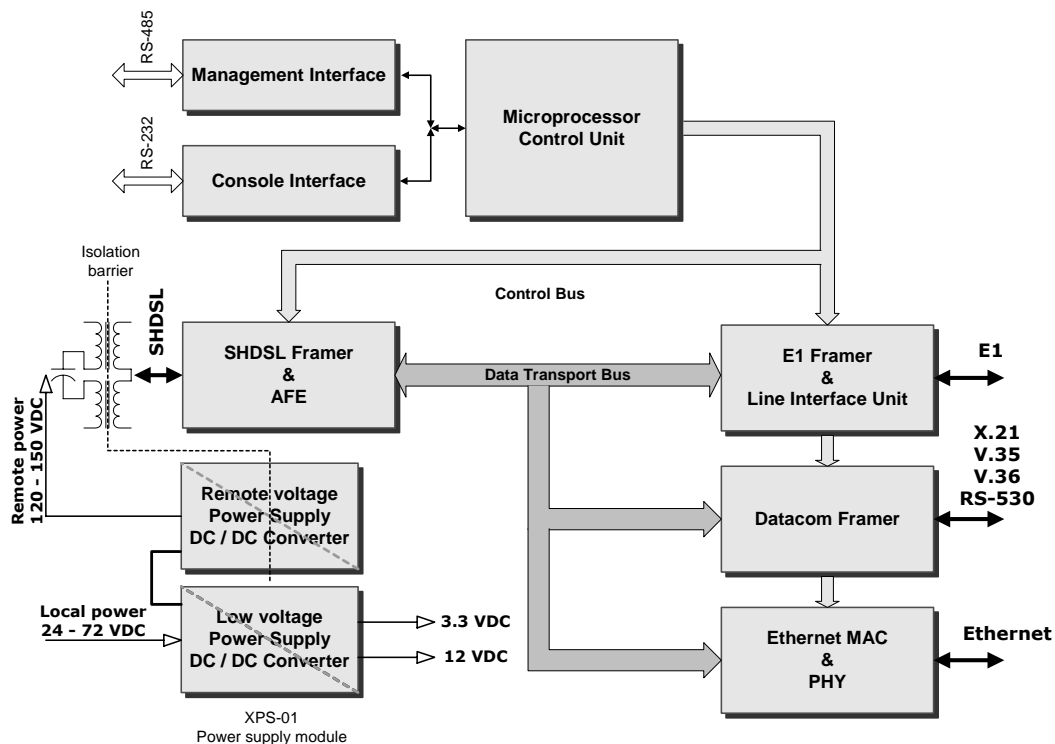 RS-485
Management Interface
RS-232
Console Interface
Microprocessor
Control Unit
Isolation
barrier
Control Bus
SHDSL
SHDSL Framer
&
AFE
Data Transport Bus
E1 Framer
&
Line Interface Unit
E1
Remote power
120 – 150 VDC
X.21
V.35
V.36
RS-530
Remote voltage
Power Supply
DC / DC Converter
Datacom Framer
Local power
24 – 72 VDC
Low voltage
Power Supply
DC / DC Converter
3.3 VDC
12 VDC
Ethernet MAC
&
PHY
Ethernet
XPS-01
Power supply module